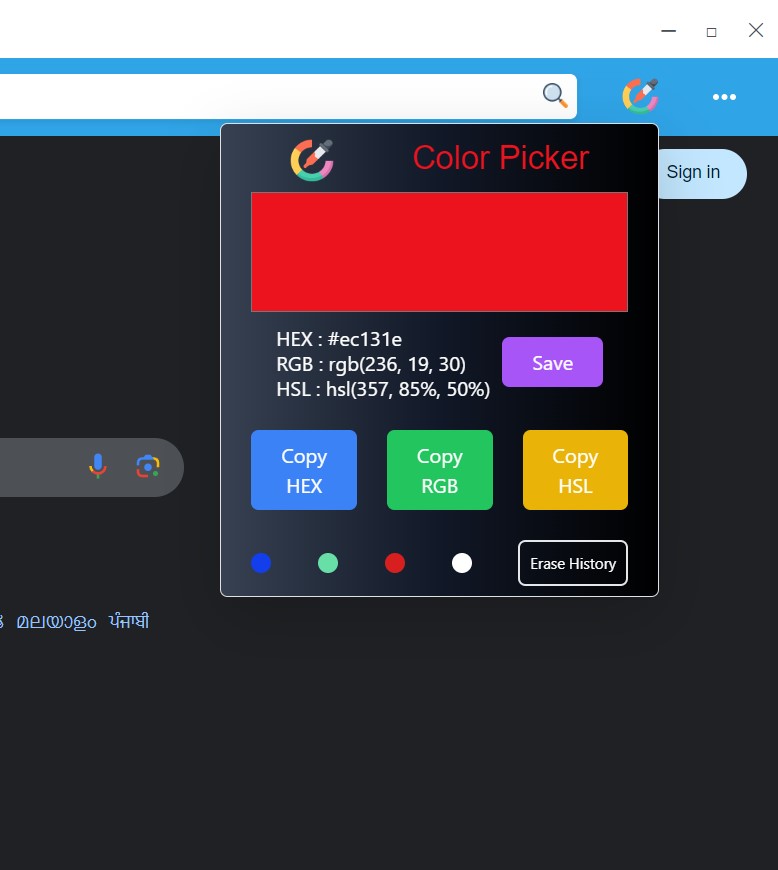 Color Picker
Sign in
HEX : #ec131e
RGB : rgb(236, 19, 30)
HSL : hsl(357, 85%, 50%)
Save
Copy
HEX
Copy
RGB
Copy
HSL
Erase History
മലയാളം ਪੰਜਾਬੀ